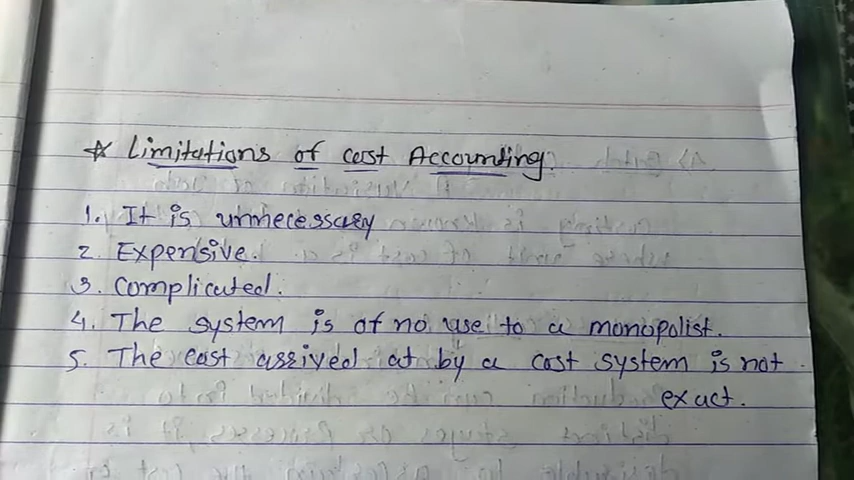 ☆ Limitations of cost Accounting.
1. It is unnecessary
2. Expensive.
3. Complicated.
4. The system is of no use to a monopolist.
5. The cost assived at by a cost system is not
exact.